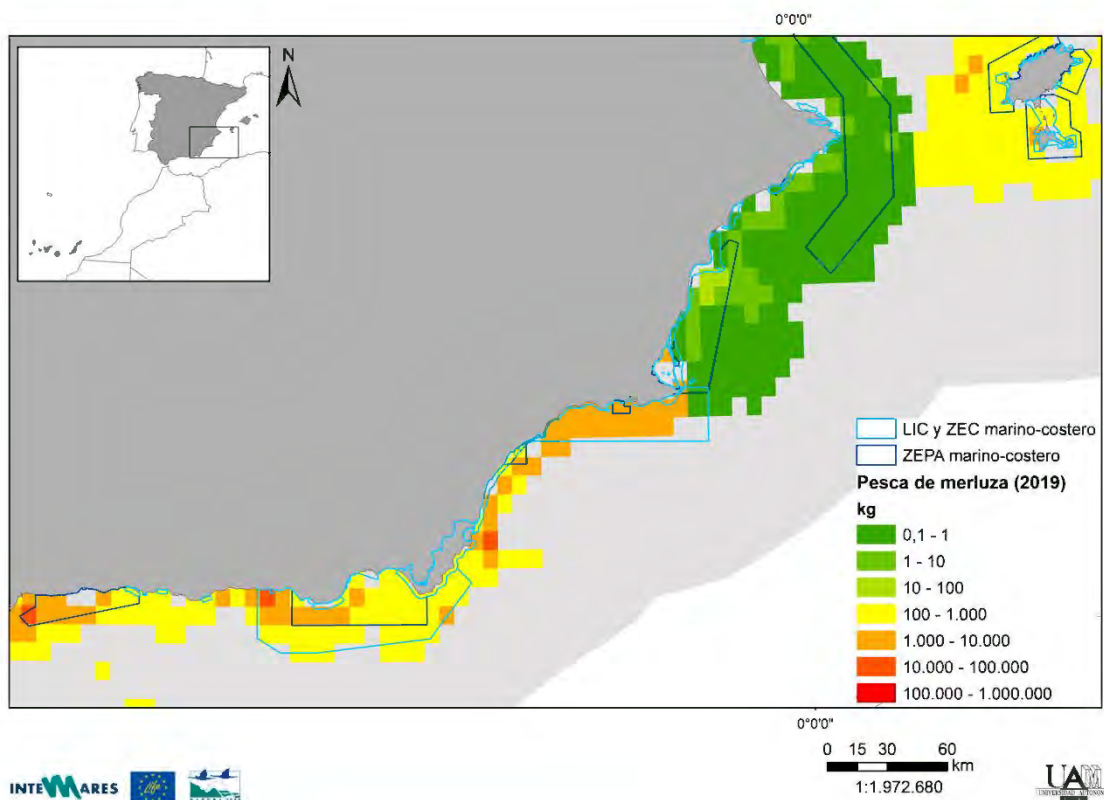 0°0'0"
N
LIC y ZEC marino-costero
ZEPA marino-costero
Pesca de merluza (2019)
kg
0,1 - 1
1 - 10
10 - 100
100 - 1.000
1.000 - 10.000
10.000 - 100.000
100.000 - 1.000.000
0°0'0"
0 15 30 60
km
1:1.972.680
INTEMARES
life
UAM